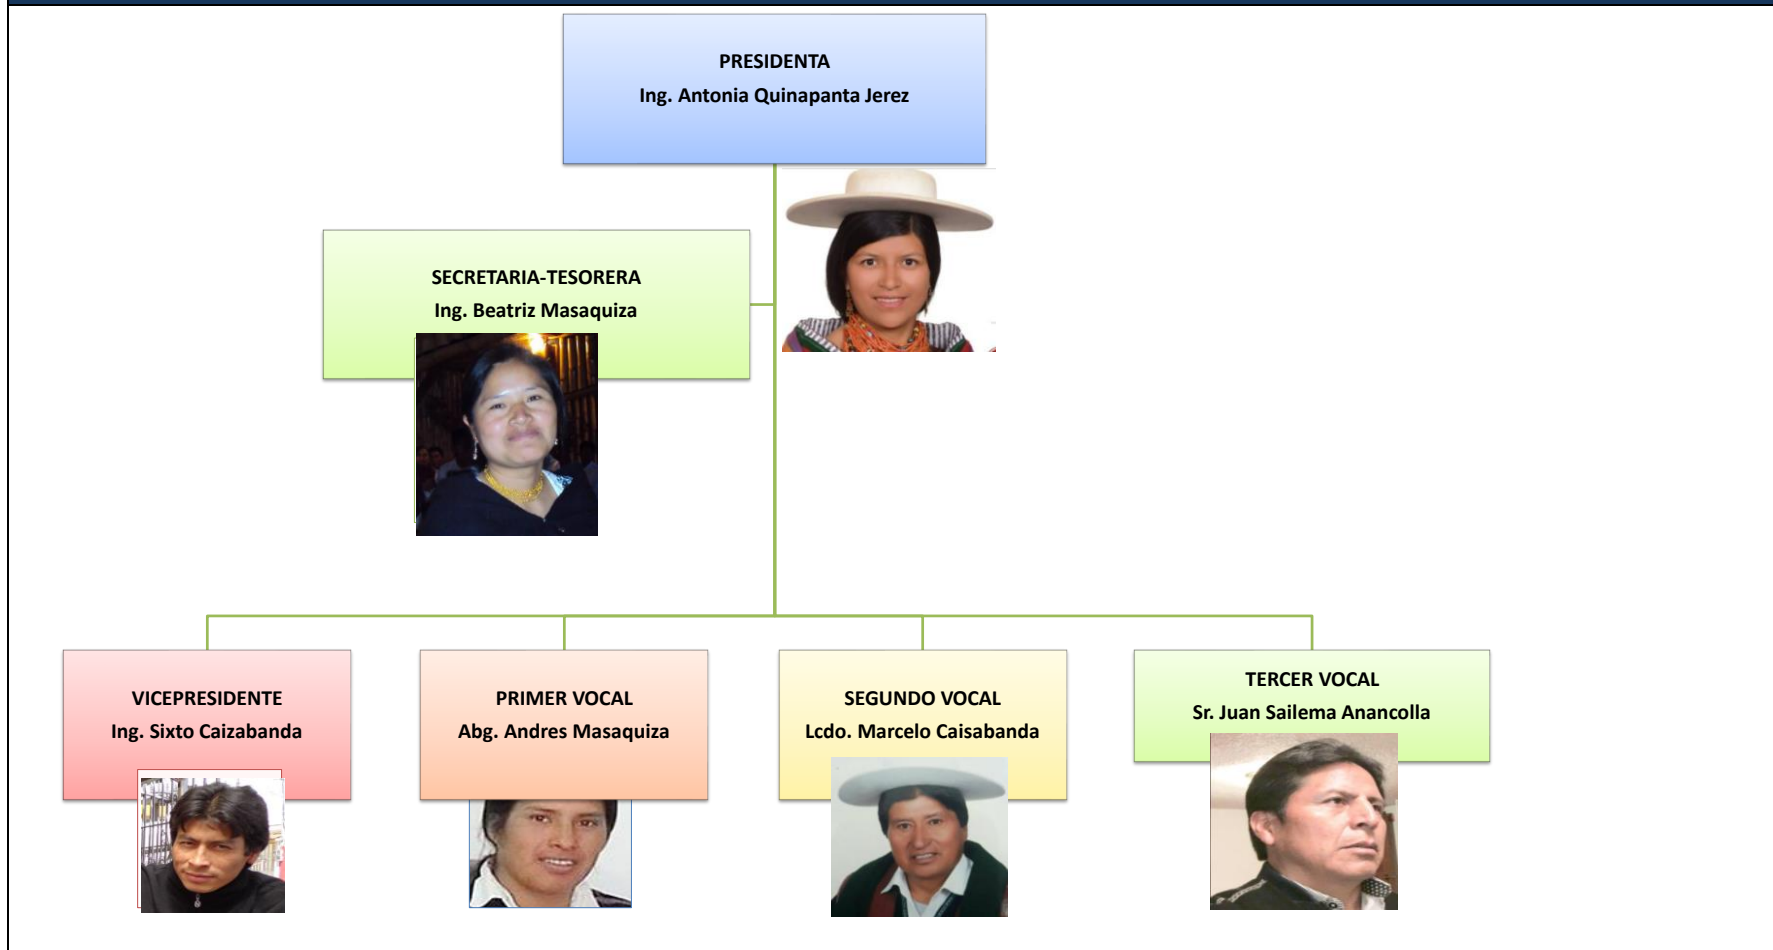 PRESIDENTA
Ing. Antonia Quinapanta Jerez
SECRETARIA-TESORERA
Ing. Beatriz Masaquiza
VICEPRESIDENTE
Ing. Sixto Caizabanda
PRIMER VOCAL
Abg. Andres Masaquiza
SEGUNDO VOCAL
Lcdo. Marcelo Caisabanda
TERCER VOCAL
Sr. Juan Sailema Anancolla